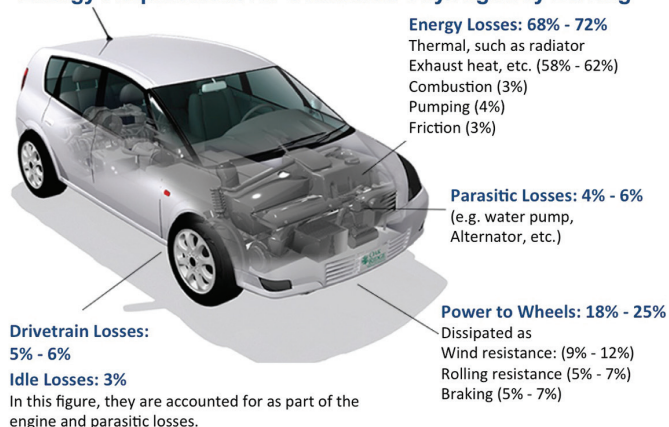 Energy Losses: 68% - 72%
Thermal, such as radiator
Exhaust heat, etc. (58% - 62%)
Combustion (3%)
Pumping (4%)
Friction (3%)
Parasitic Losses: 4% - 6%
(e.g. water pump,
Alternator, etc.)
Power to Wheels: 18% - 25%
Dissipated as
Wind resistance: (9% - 12%)
Rolling resistance (5% - 7%)
Braking (5% - 7%)
Drivetrain Losses:
5% - 6%
Idle Losses: 3%
In this figure, they are accounted for as part of the
engine and parasitic losses.